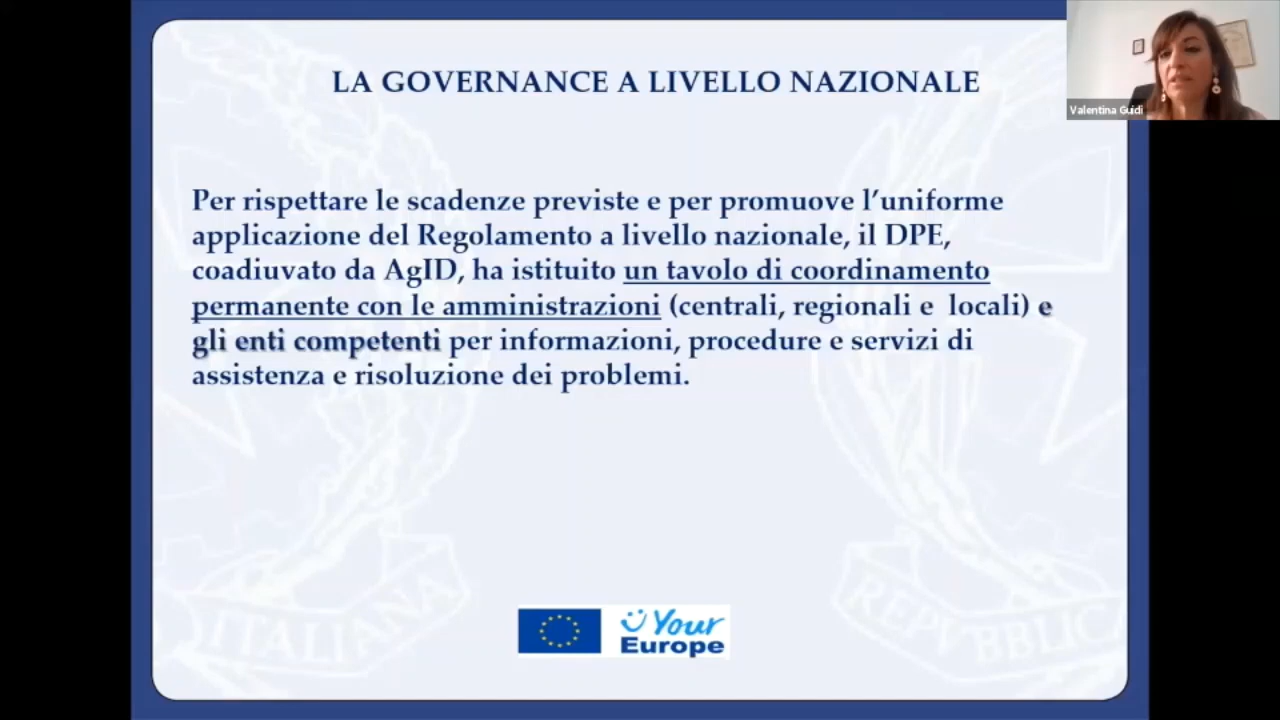 LA GOVERNANCE A LIVELLO NAZIONALE
Valentina Guidi
Per rispettare le scadenze previste e per promuove l’uniforme
applicazione del Regolamento a livello nazionale, il DPE,
coadiuvato da AgID, ha istituito un tavolo di coordinamento
permanente con le amministrazioni (centrali, regionali e locali) e
gli enti competenti per informazioni, procedure e servizi di
assistenza e risoluzione dei problemi.
ITALIANA
REPVBBLIC
Your
Europe